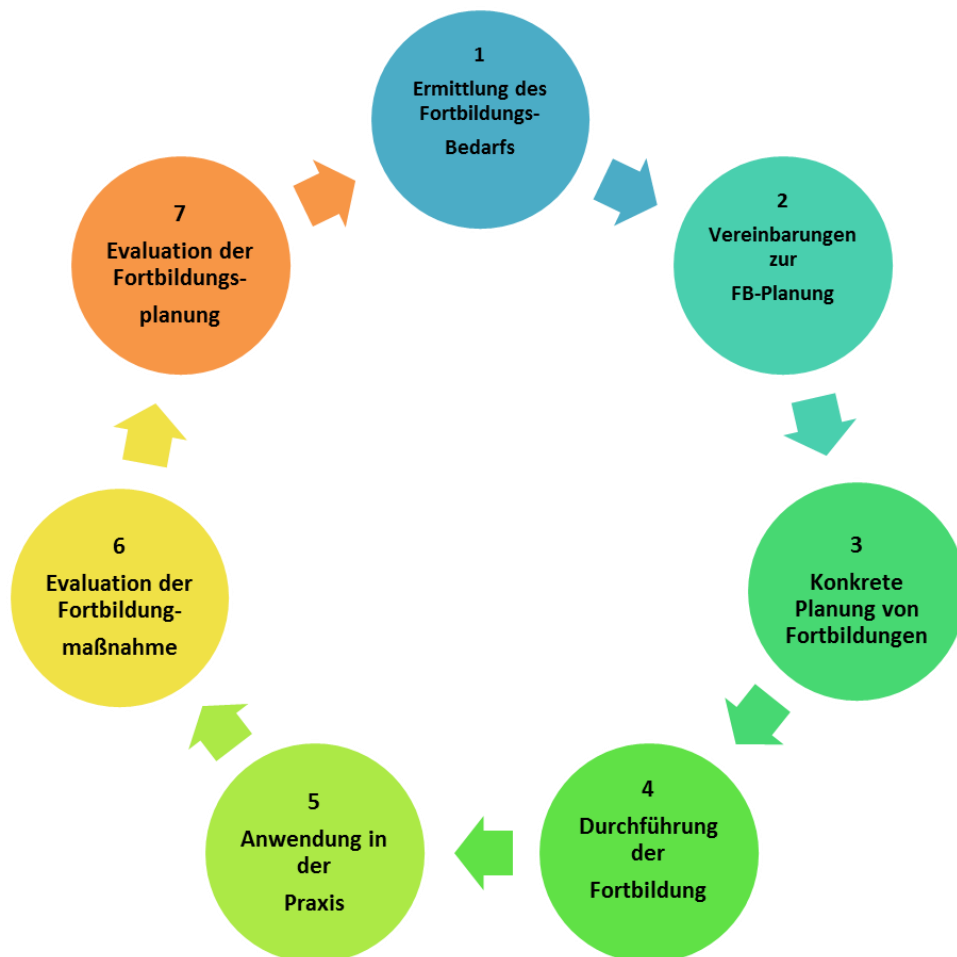 1
Ermittlung des
Fortbildungs-
Bedarfs
2
Vereinbarungen
zur
FB-Planung
3
Konkrete
Planung von
Fortbildungen
4
Durchführung
der
Fortbildung
5
Anwendung in
der
Praxis
6
Evaluation der
Fortbildung-
maßnahme
7
Evaluation der
Fortbildungs-
planung